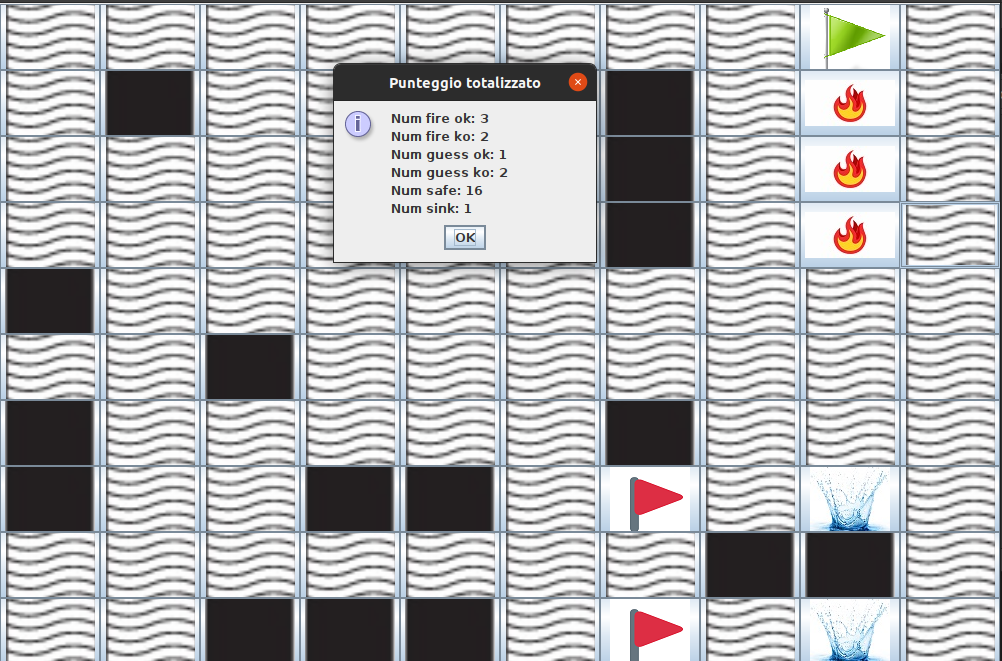 Punteggio totalizzato
Num fire ok: 3
Num fire ko: 2
Num guess ok: 1
Num guess ko: 2
Num safe: 16
Num sink: 1
OK